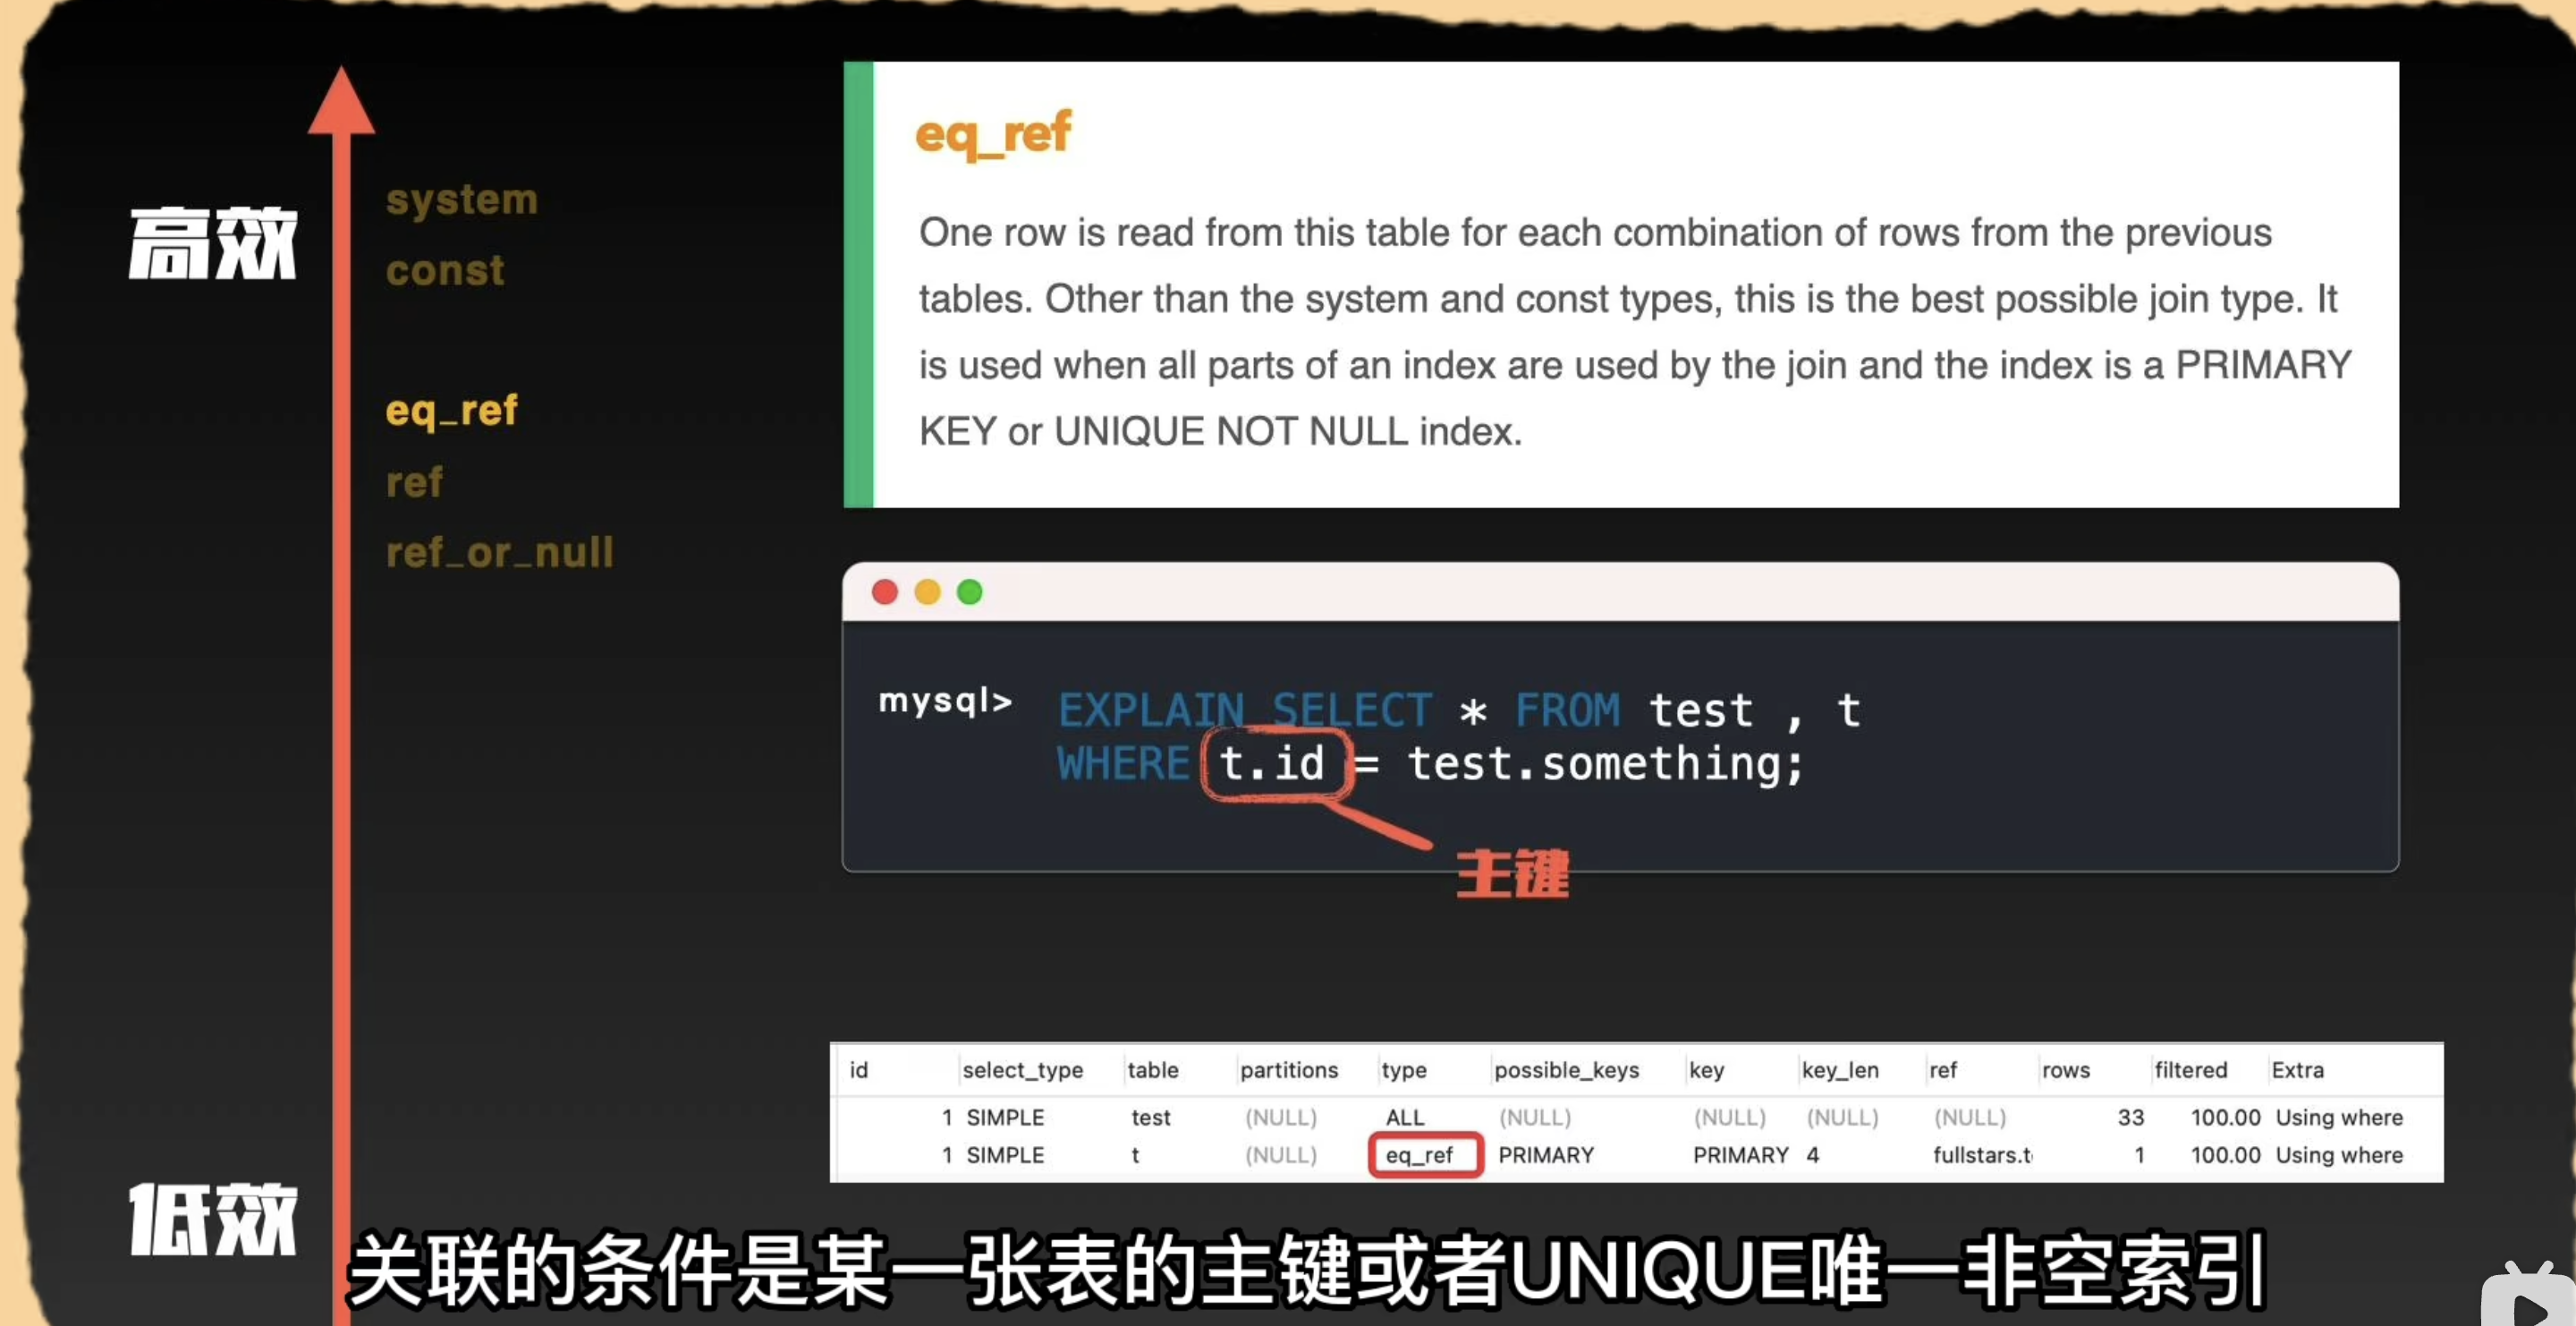 高效
system
const
eq_ref
ref
ref_or_null
低效
eq_ref
One row is read from this table for each combination of rows from the previous
tables. Other than the system and const types, this is the best possible join type. It
is used when all parts of an index are used by the join and the index is a PRIMARY
KEY or UNIQUE NOT NULL index.
mysql> EXPLAIN SELECT * FROM test , t
WHERE t.id = test.something;
主键
id select_type table partitions type possible_keys key key_len ref rows filtered Extra
1 SIMPLE test (NULL) ALL (NULL) (NULL) (NULL) (NULL) 33 100.00 Using where
1 SIMPLE t (NULL) eq_ref PRIMARY PRIMARY 4 fullstars.t 1 100.00 Using where
关联的条件是某一张表的主键或者UNIQUE唯一非空索引